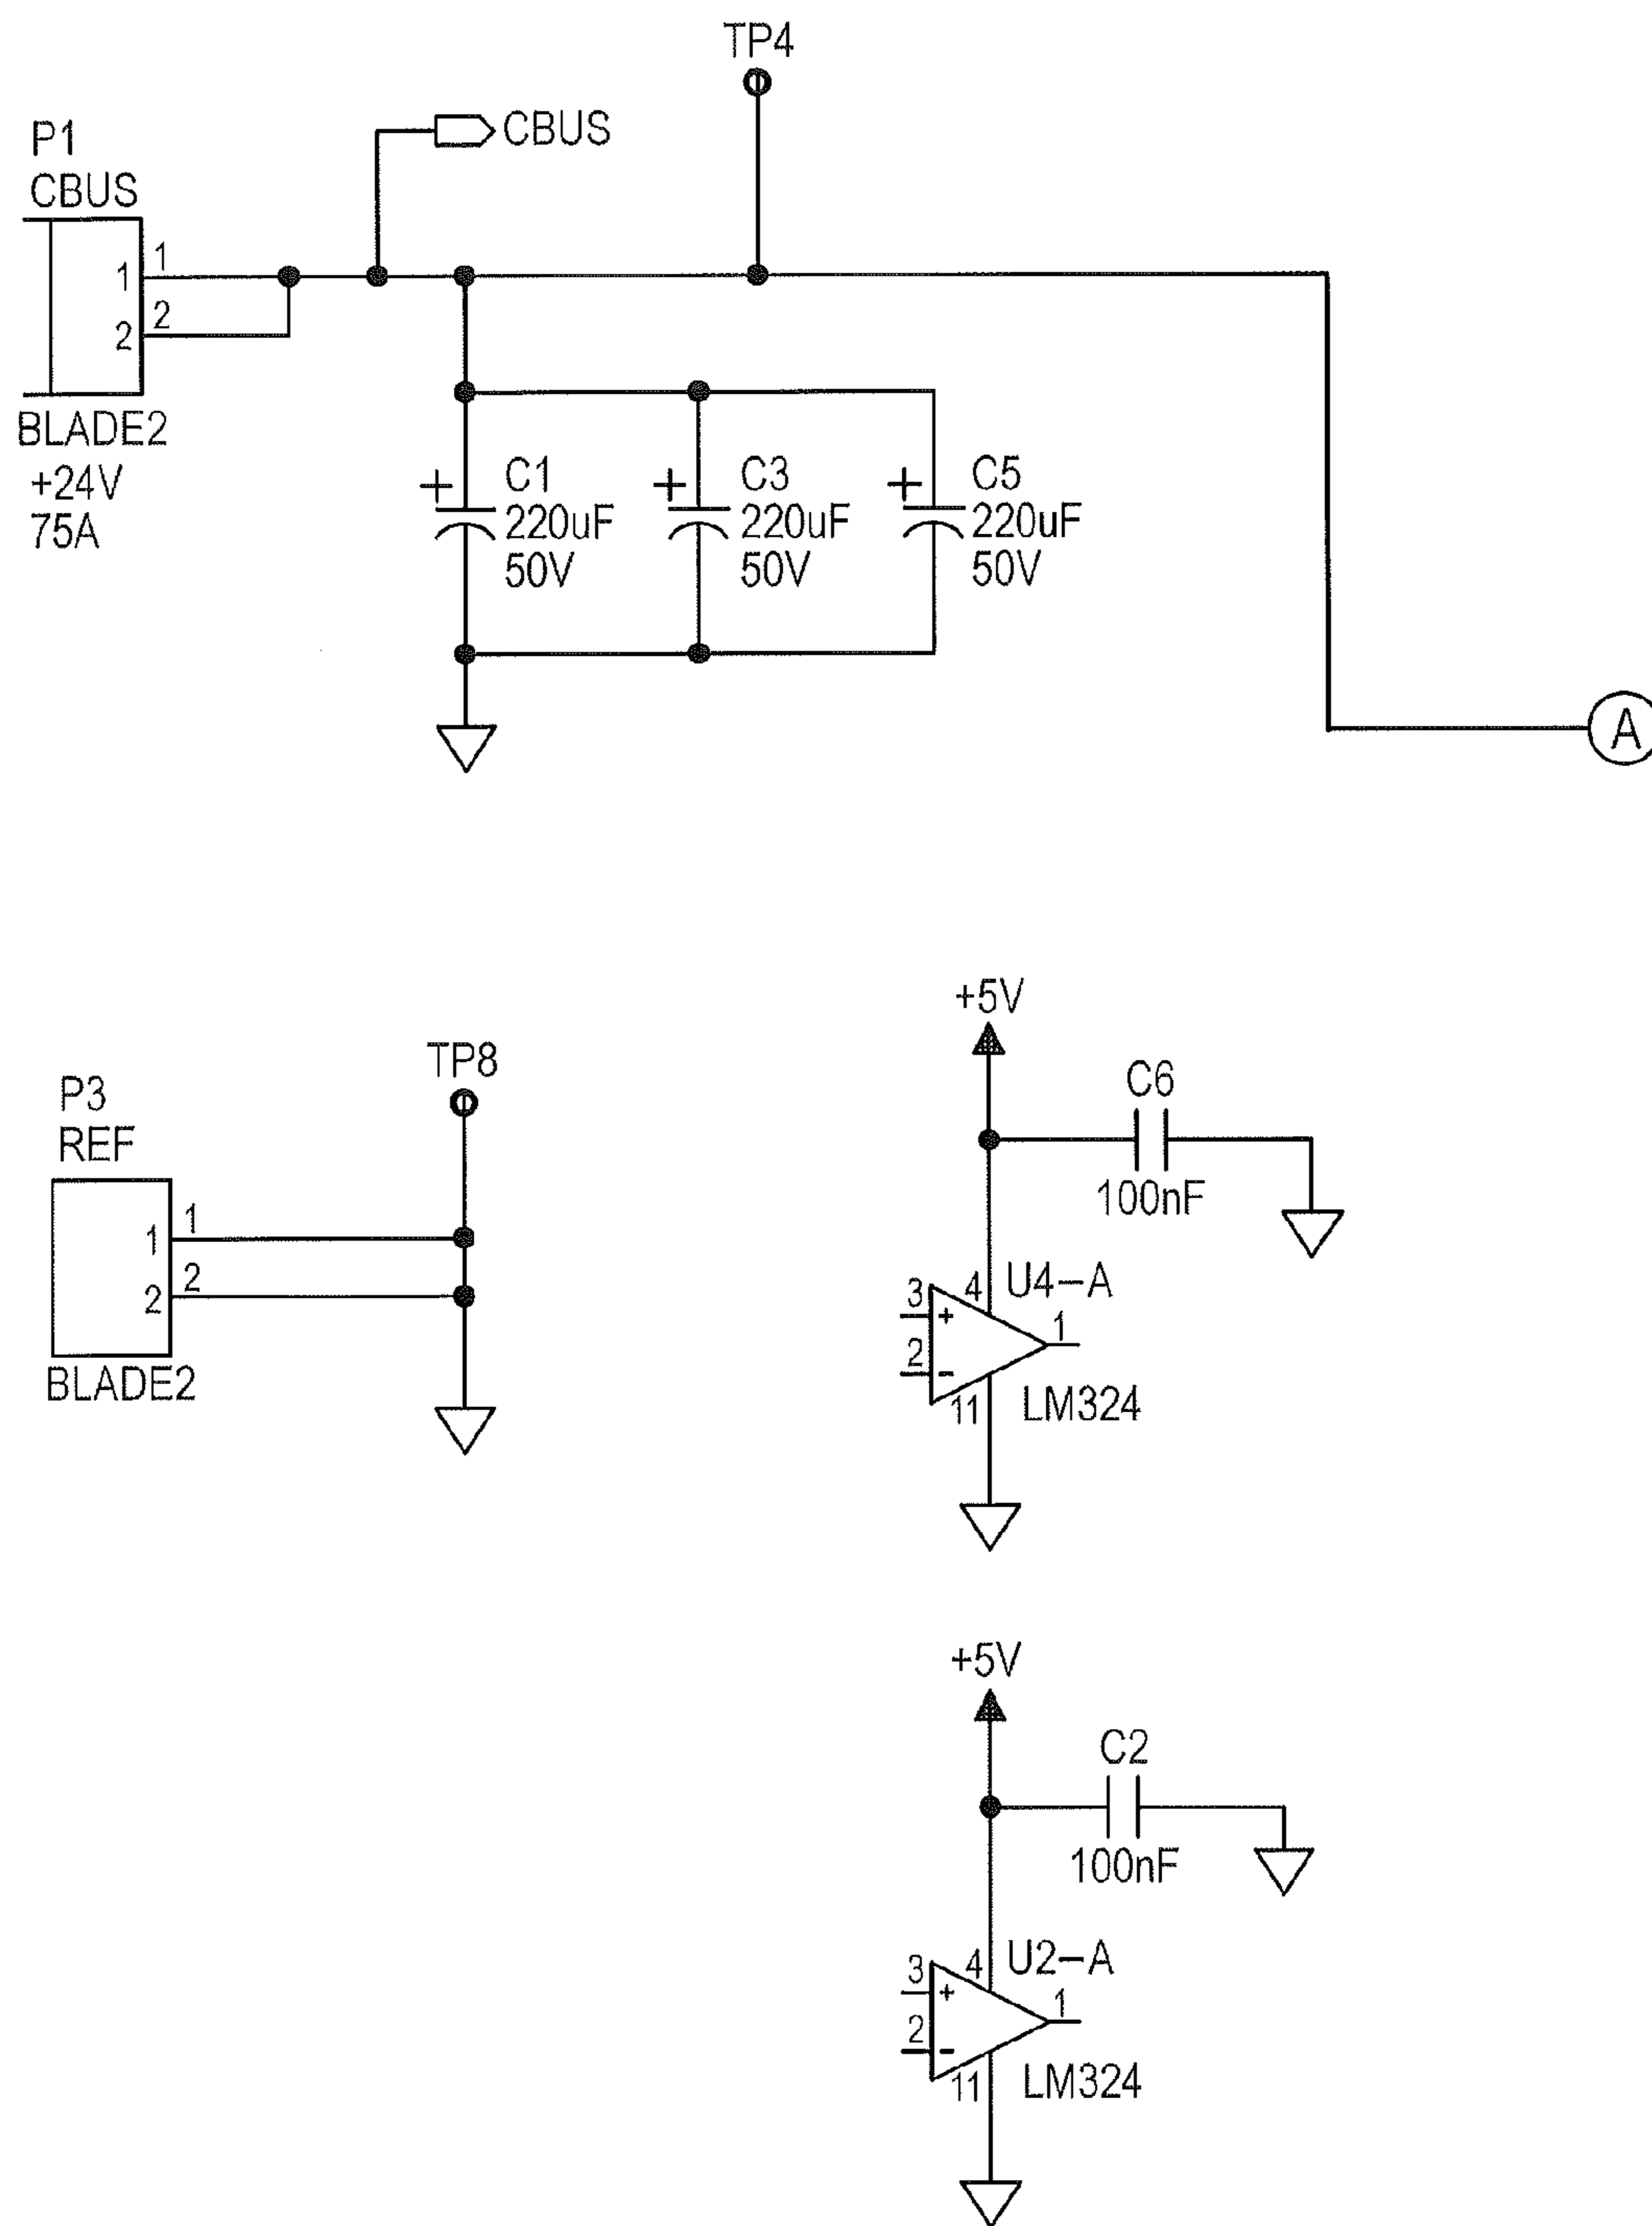 TP4
CBUS
P1
CBUS
1
1
2
2
BLADE2
+24V
75A
+
C1
220uF
50V
+
C3
220uF
50V
+
C5
220uF
50V
A
P3
REF
TP8
1
1
2
2
BLADE2
+5V
C6
100nF
U4-A
3
4
+
1
2
-
11
LM324
+5V
C2
100nF
U2-A
3
4
+
1
2
-
11
LM324